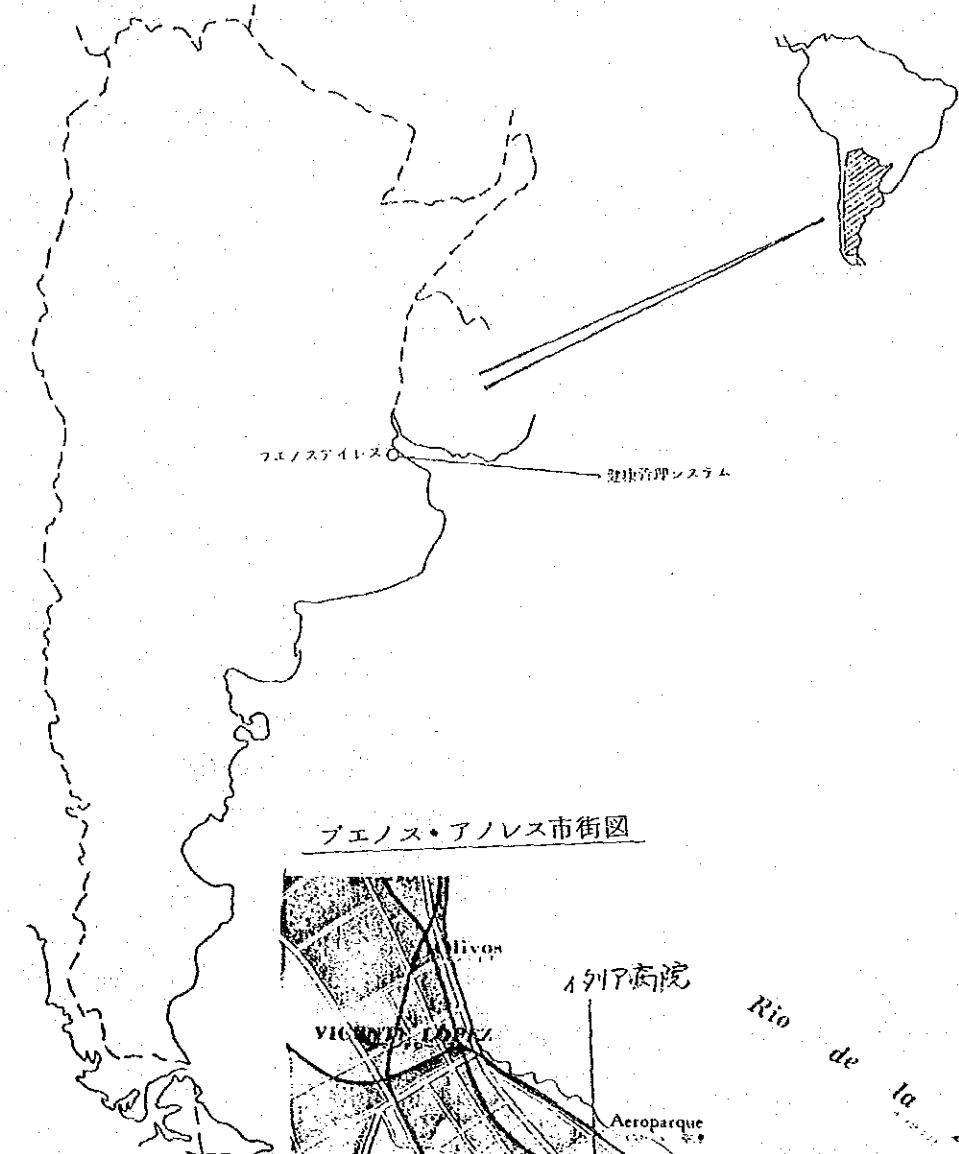 ブエノスアイレス
健康管理システム
ブエノス・アイレス市街図
Olivos
イタリア病院
VICENTE LOPEZ
Rio
de
la
Aeroparque